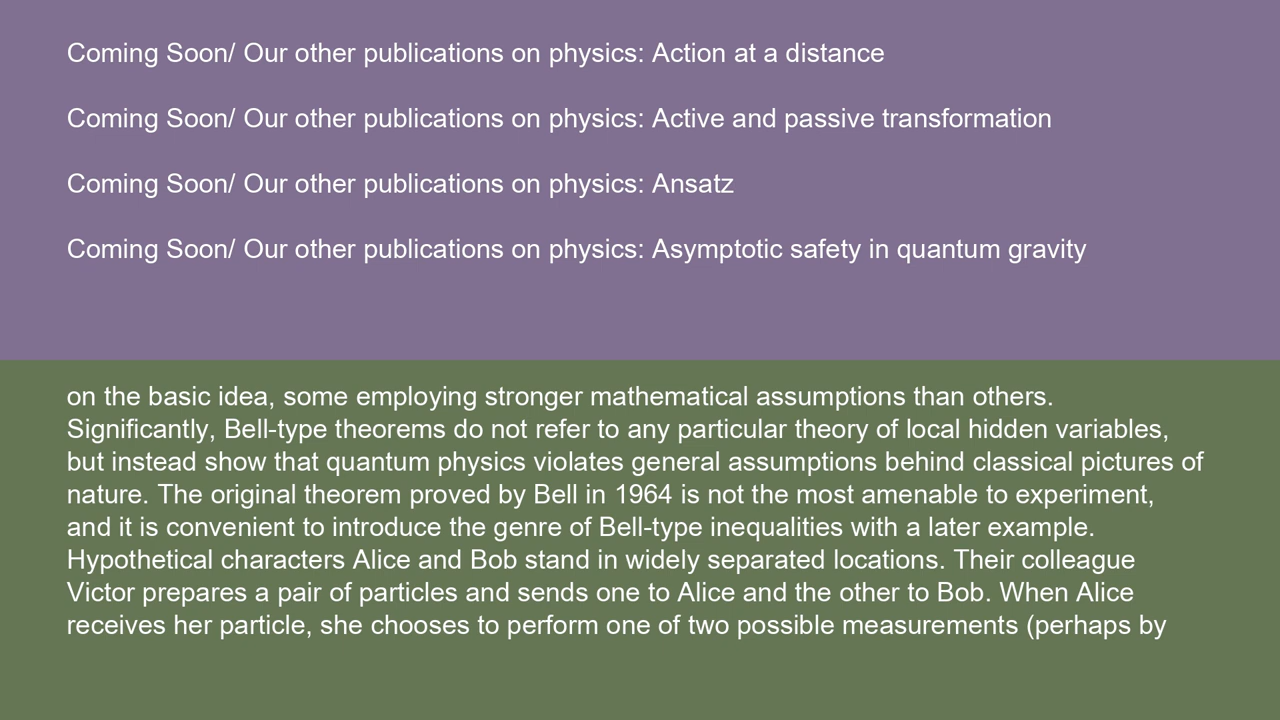 Coming Soon/ Our other publications on physics: Action at a distance
Coming Soon/ Our other publications on physics: Active and passive transformation
Coming Soon/ Our other publications on physics: Ansatz
Coming Soon/ Our other publications on physics: Asymptotic safety in quantum gravity
on the basic idea, some employing stronger mathematical assumptions than others.
Significantly, Bell-type theorems do not refer to any particular theory of local hidden variables,
but instead show that quantum physics violates general assumptions behind classical pictures of
nature. The original theorem proved by Bell in 1964 is not the most amenable to experiment,
and it is convenient to introduce the genre of Bell-type inequalities with a later example.
Hypothetical characters Alice and Bob stand in widely separated locations. Their colleague
Victor prepares a pair of particles and sends one to Alice and the other to Bob. When Alice
receives her particle, she chooses to perform one of two possible measurements (perhaps by